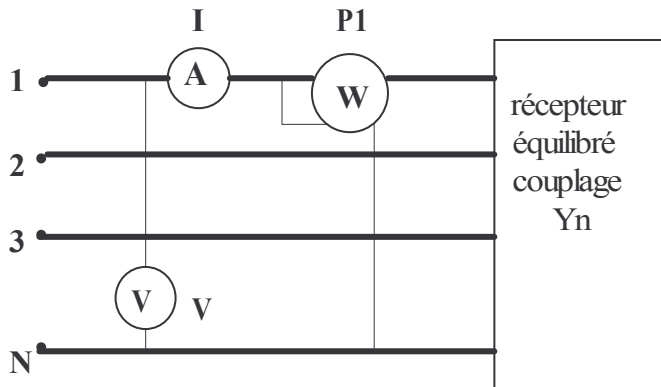 I
P1
1
A
W
2
3
V
V
N
récepteur
équilibré
couplage
Yn